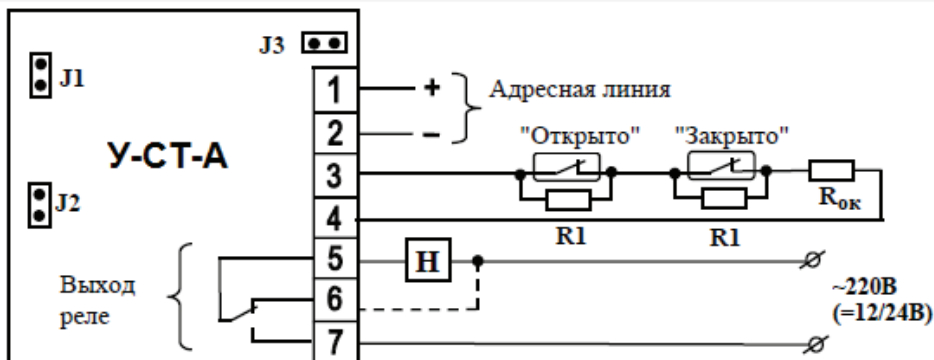 J3
J1
1
+
Адресная линия
2
–
У-СТ-А
"Открыто"
"Закрыто"
3
J2
R1
R1
Rок
4
Выход
реле
5
Н
6
7
~220В
(=12/24В)